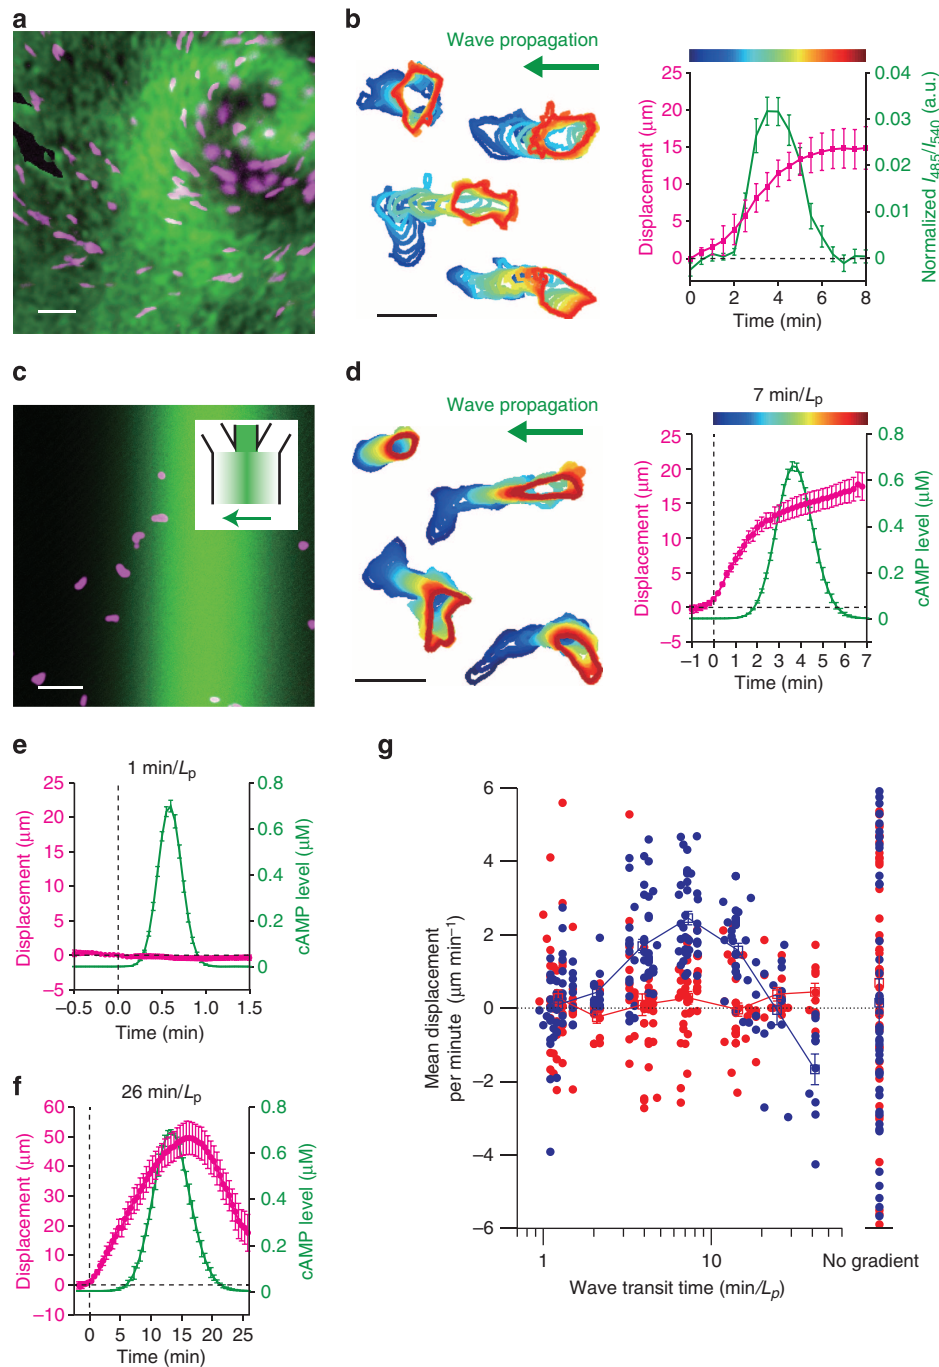 a
b
Wave propagation
Displacement (μm)
25
20
15
10
5
0
0.04
0.03
0.02
0.01
0
Normalized I485/I540 (a.u.)
0 2 4 6 8
Time (min)
c
d
Wave propagation
7 min/Lp
Displacement (μm)
25
20
15
10
5
0
−5
0.8
0.6
0.4
0.2
0
cAMP level (μM)
−1 0 1 2 3 4 5 6 7
Time (min)
e
1 min/Lp
Displacement (μm)
25
20
15
10
5
0
−5
0.8
0.6
0.4
0.2
0
cAMP level (μM)
−0.5 0.0 0.5 1.0 1.5
Time (min)
f
26 min/Lp
Displacement (μm)
60
50
40
30
20
10
0
−10
0.8
0.6
0.4
0.2
0
cAMP level (μM)
0 5 10 15 20 25
Time (min)
g
Mean displacement
per minute (μm min−1)
6
4
2
0
−2
−4
−6
1 10 No gradient
Wave transit time (min/Lp)